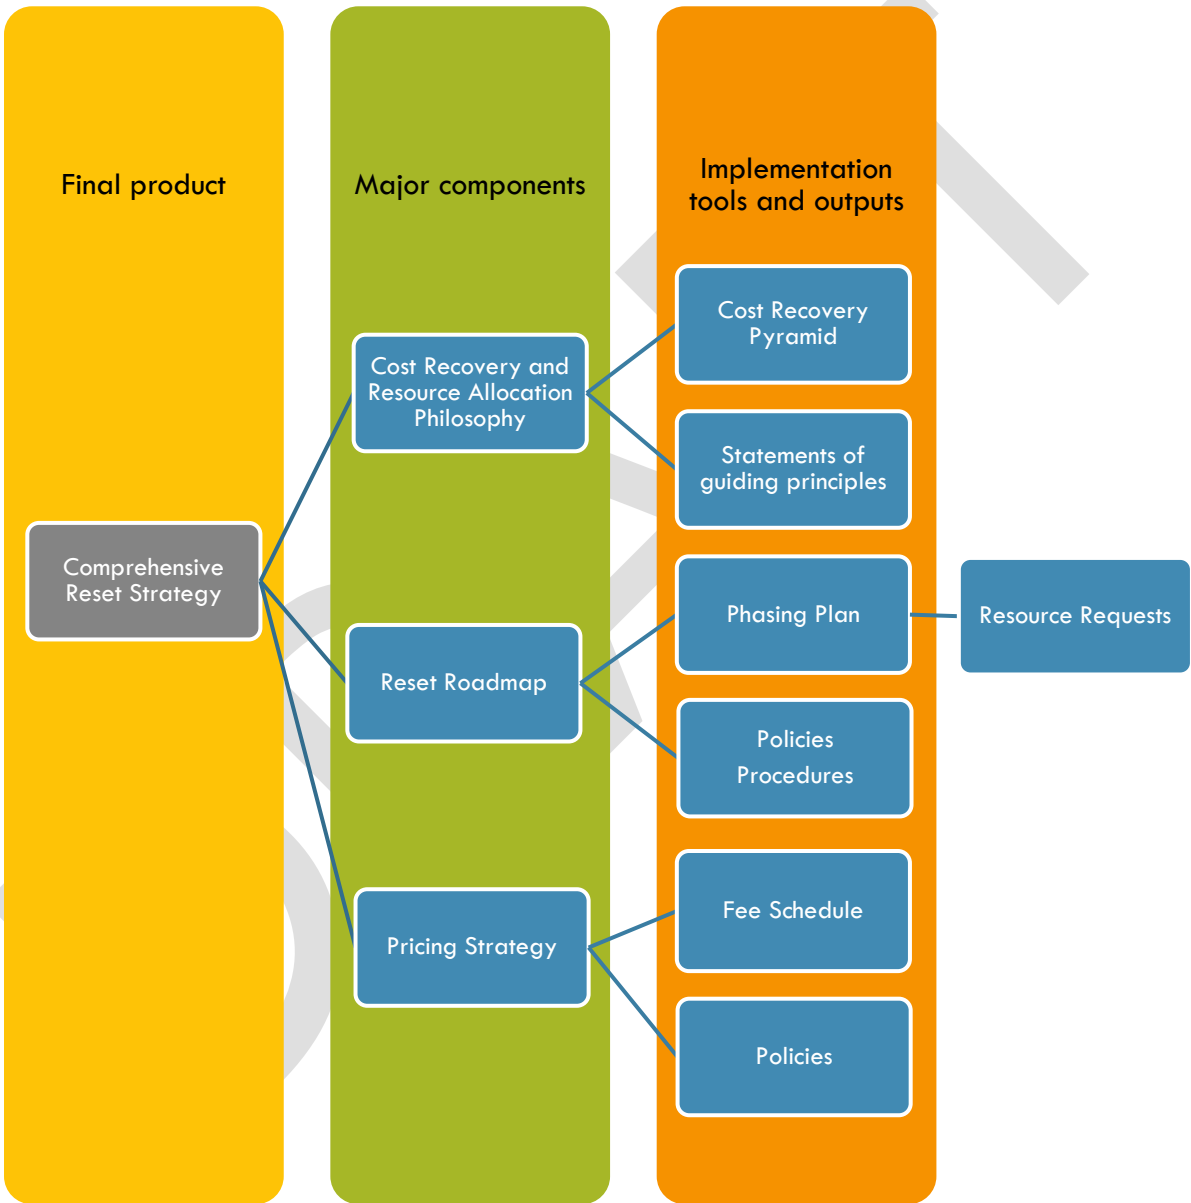 Final product
Major components
Implementation
tools and outputs
Cost Recovery
Pyramid
Cost Recovery and
Resource Allocation
Philosophy
Statements of
guiding principles
Comprehensive
Reset Strategy
Phasing Plan
Resource Requests
Reset Roadmap
Policies
Procedures
Fee Schedule
Pricing Strategy
Policies